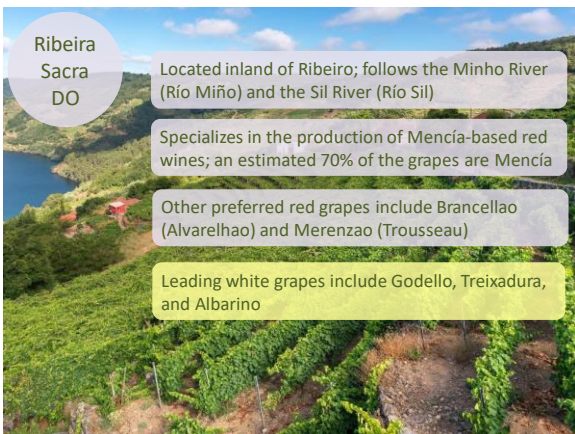 Ribeira
Sacra
DO
Located inland of Ribeiro; follows the Minho River
(Río Miño) and the Sil River (Río Sil)
Specializes in the production of Mencía-based red
wines; an estimated 70% of the grapes are Mencía
Other preferred red grapes include Brancellao
(Alvarelhao) and Merenzao (Trousseau)
Leading white grapes include Godello, Treixadura,
and Albarino